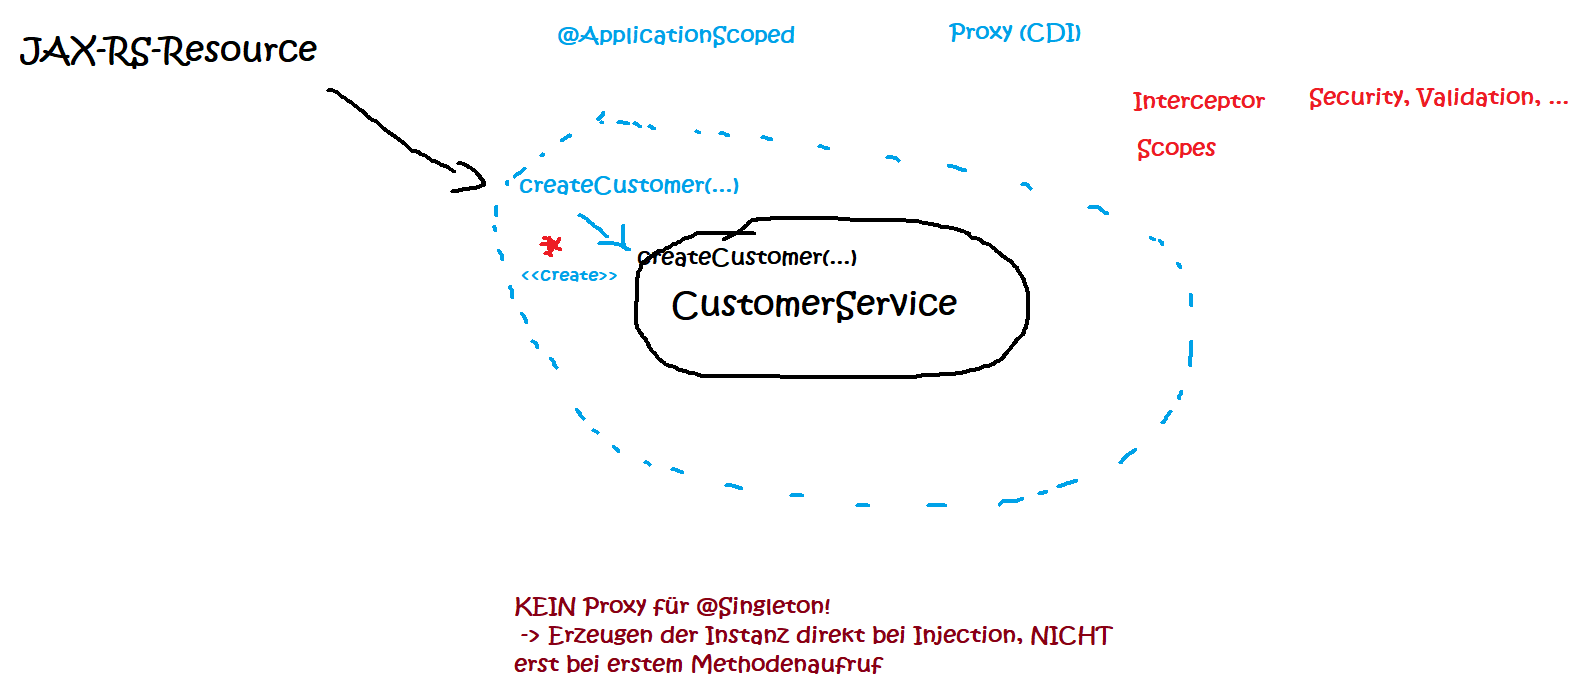 @ApplicationScoped
Proxy (CDI)
JAX-RS-Resource
Interceptor
Security, Validation, ...
Scopes
createCustomer(...)
createCustomer(...)
<<create>>
CustomerService
KEIN Proxy für @Singleton!
-> Erzeugen der Instanz direkt bei Injection, NICHT
erst bei erstem Methodenaufruf